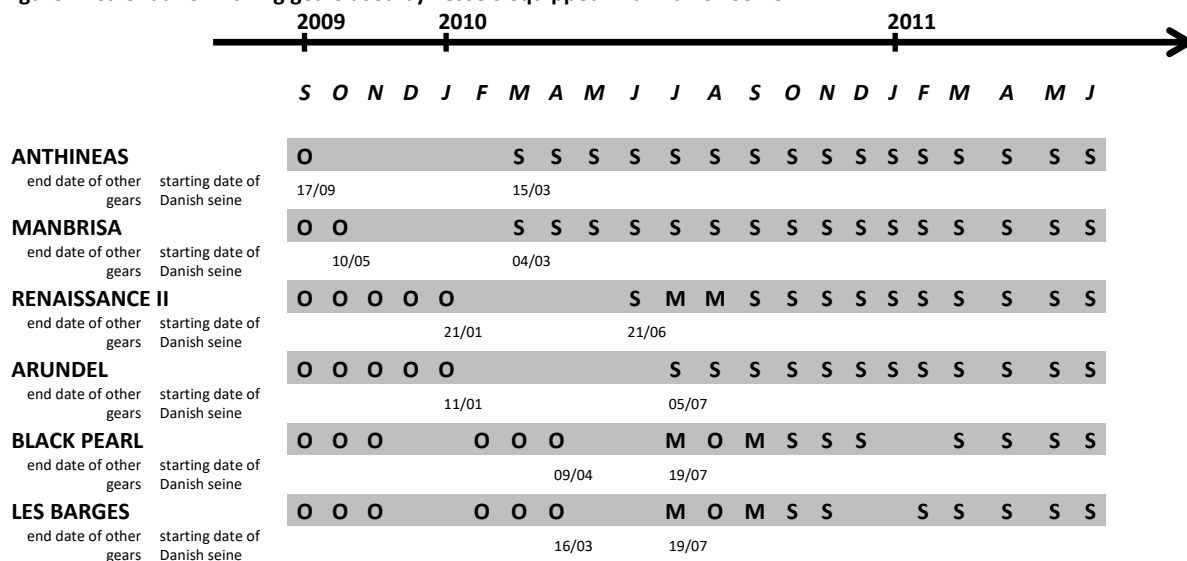 2009 2010 2011
S O N D J F M A M J J A S O N D J F M A M J
ANTHINEAS O S S S S S S S S S S S S S S S S
end date of other starting date of
gears Danish seine
17/09 15/03
MANBRISA O O S S S S S S S S S S S S S S S S
end date of other starting date of
gears Danish seine
10/05 04/03
RENAISSANCE II O O O O O S M M S S S S S S S S S S
end date of other starting date of
gears Danish seine
21/01 21/06
ARUNDEL O O O O O S S S S S S S S S S S S
end date of other starting date of
gears Danish seine
11/01 05/07
BLACK PEARL O O O O O O M O M S S S S S S S
end date of other starting date of
gears Danish seine
09/04 19/07
LES BARGES O O O O O O M O M S S S S S S S
end date of other starting date of
gears Danish seine
16/03 19/07